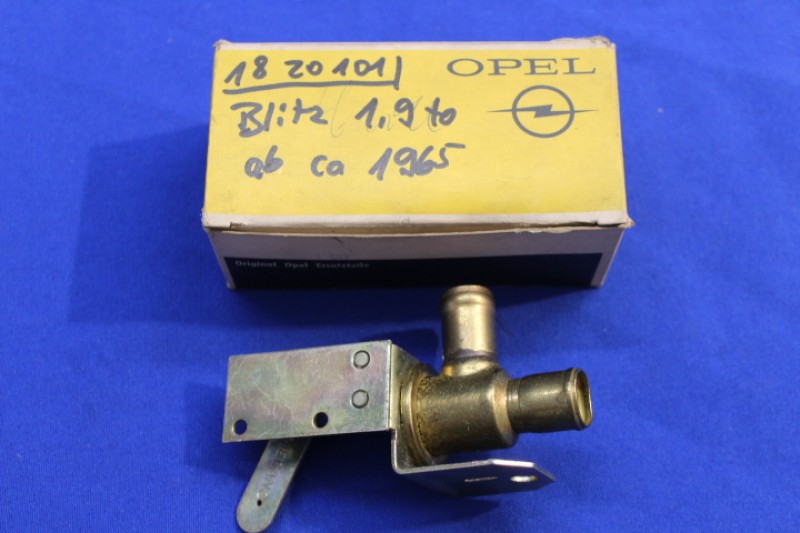 18 20101
OPEL
Blitz 1,9 to
ab ca 1965
Original Opel Ersatzteile